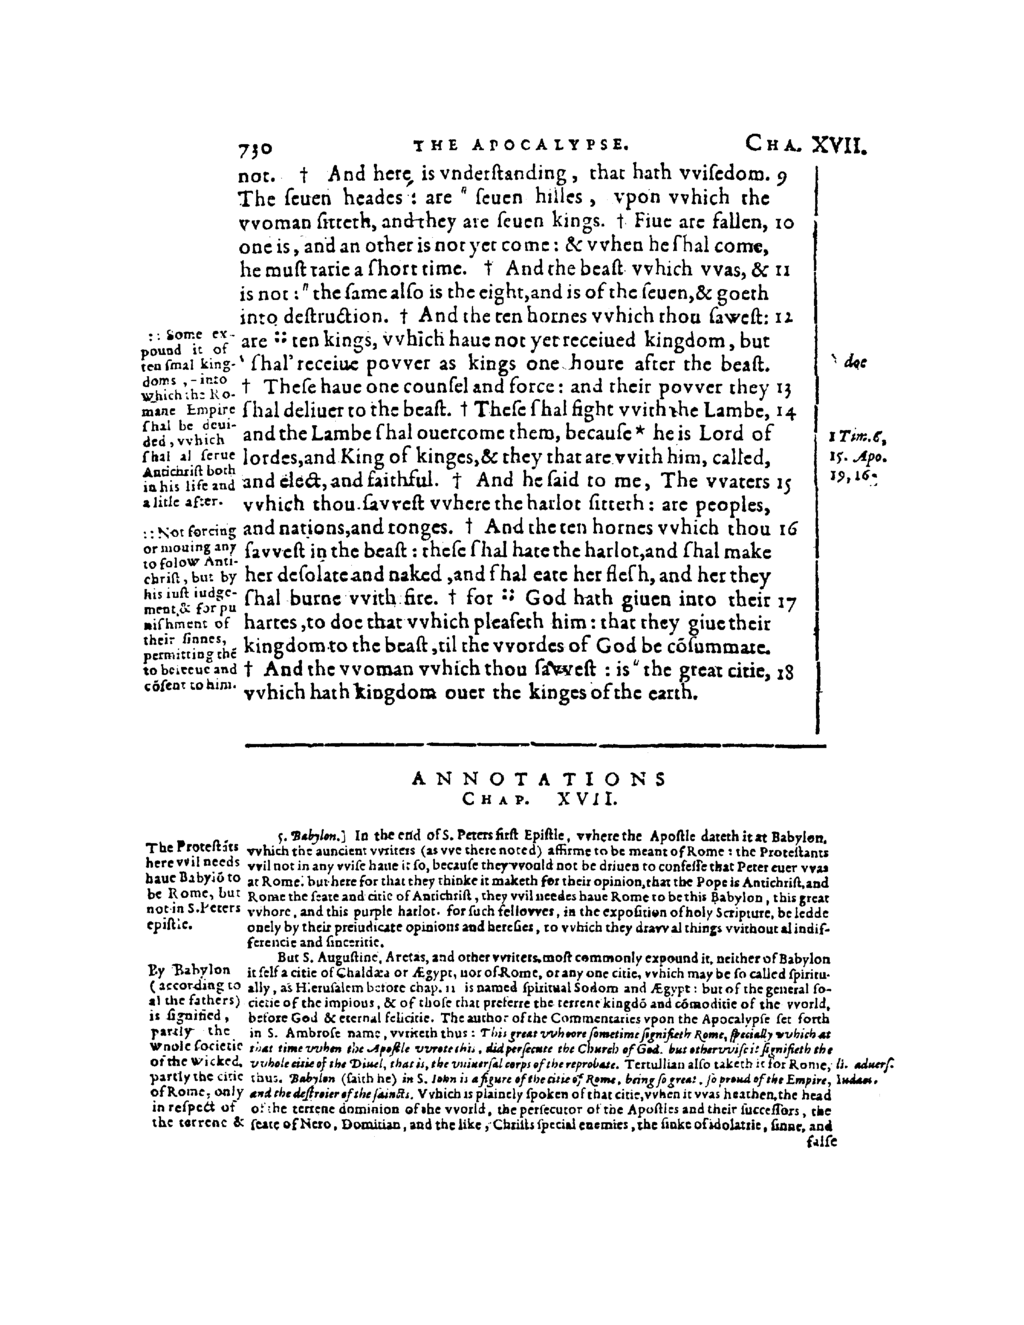 730 THE APOCALYPSE. CHA. XVII.
not. † And here is vnderſtanding, that hath vviſedom. 9
The ſeuen heades: are " ſeuen hilles, vpon vvhich the
vvoman ſitteth, and they are ſeuen kings. † Fiue are fallen, 10
one is, and an other is not yet come: & vvhen he ſhal come,
he muſt tarie a ſhort time. † And the beaſt vvhich vvas, & 11
is not: " the ſame alſo is the eight, and is of the ſeuen, & goeth
into deſtruction. † And the ten hornes vvhich thou ſaweſt: 12
are :: ten kings, vvhich haue not yet receiued kingdom, but
‘ ſhal’ receiue povver as kings one houre after the beaſt.
† Theſe haue one counſel and force: and their povver they 13
ſhal deliuer to the beaſt. † Theſe ſhal fight vvith the Lambe, 14
and the Lambe ſhal ouercome them, becauſe * he is Lord of
lordes, and King of kinges, & they that are vvith him, called,
and elect, and faithful. † And he ſaid to me, The vvaters 15
vvhich thou ſavveſt vvhere the harlot ſitteth: are peoples,
and nations, and tonges. † And the ten hornes vvhich thou 16
ſavveſt in the beaſt: theſe ſhal hate the harlot, and ſhal make
her deſolate and naked, and ſhal eate her fleſh, and her they
ſhal burne vvith fire. † for :: God hath giuen into their 17
hartes, to doe that vvhich pleaſeth him: that they giue their
kingdom to the beaſt, til the vvordes of God be cōſummate.
† And the vvoman vvhich thou ſavveſt: is " the great citie, 18
vvhich hath kingdom ouer the kinges of the earth.
:: Some ex-
pound it of
ten ſmal king-
doms, into
which the Ro-
mane Empire
ſhal be deui-
ded, vvhich
ſhal al ſerue
Antichriſt both
in his life and
a litle after.
:: Not forcing
or mouing any
to folow Anti-
chriſt, but by
his iuſt iudge-
ment, & for pu
niſhment of
their ſinnes,
permitting thē
to beleeue and
cōſent to him.
‘ doe
1 Tim. 6,
15. Apo.
19, 16.
ANNOTATIONS
CHAP. XVII.
5. Babylon.] In the end of S. Peters firſt Epiſtle, vvhere the Apoſtle dateth it at Babylon,
vvhich the auncient vvriters (as vve there noted) affirme to be meant of Rome: the Proteſtants
vvil not in any vviſe haue it ſo, becauſe they vvould not be driuen to confeſſe that Peter euer vvas
at Rome. but here for that they thinke it maketh for their opinion, that the Pope is Antichriſt, and
Rome the ſeate and citie of Antichriſt, they vvil needes haue Rome to be this Babylon, this great
vvhore, and this purple harlot. for ſuch fellovves, in the expoſition of holy Scripture, be ledde
onely by their preiudicate opinions and hereſies, to vvhich they dravv al things vvithout al indif-
ferencie and ſinceritie.
But S. Auguſtine, Aretas, and other vvriters, moſt commonly expound it, neither of Babylon
it ſelf a citie of Chaldæa or Ægypt, nor of Rome, or any one citie, vvhich may be ſo called ſpiritu-
ally, as Hieruſalem before chap. 11 is named ſpiritual Sodom and Ægypt: but of the general ſo-
cietie of the impious, & of thoſe that preferre the terrene kingdō and cōmoditie of the vvorld,
before God & eternal felicitie. The author of the Commentaries vpon the Apocalypſe ſet forth
in S. Ambroſe name, vvriteth thus: This great vvhoore ſometime ſignifieth Rome, ſpecially vvhich at
that time vvhen the Apoſtle vvrote this, did perſecute the Church of God. but othervviſe it ſignifieth the
vvhole citie of the Diuel, that is, the vniuerſal corps of the reprobate. Tertullian alſo taketh it for Rome,
thus. Babylon (ſaith he) in S. Iohn is a figure of the citie of Rome, being ſo great, ſo proud of the Empire,
and the deſtroier of the ſaincts. Vvhich is plainely ſpoken of that citie, vvhen it vvas heathen, the head
of the terrene dominion of the vvorld, the perſecutor of the Apoſtles and their ſucceſſors, the
ſeate of Nero, Domitian, and the like, Chriſts ſpecial enemies, the ſinke of idolatrie, ſinne, and
falſe
The Proteſtāts
here vvil needs
haue Babylō to
be Rome, but
not in S. Peters
epiſtle.
By Babylon
(according to
al the fathers)
is ſignified,
partly the
whole ſocietie
of the wicked,
partly the citie
of Rome, only
in reſpect of
the terrene &
li. aduerſ.
Iudæos.